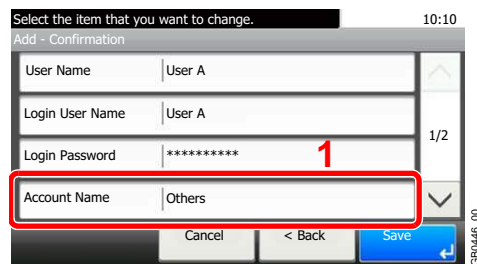 Select the item that you want to change. 10:10
Add - Confirmation
User Name User A
Login User Name User A
1/2
Login Password ********** 1
Account Name Others
Cancel < Back Save
GB0446_00